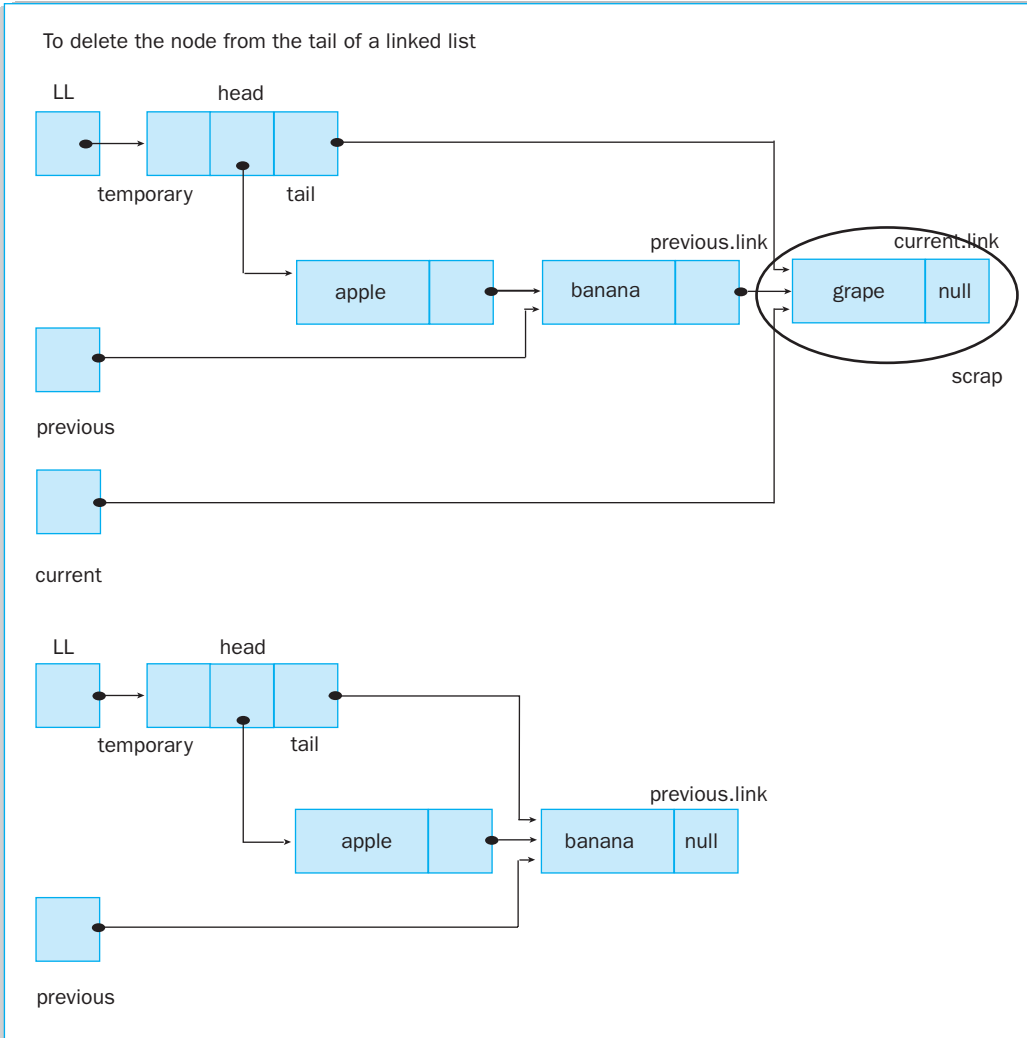 To delete the node from the tail of a linked list
LL
head
temporary
tail
previous.link
current.link
apple
banana
grape
null
scrap
previous
current
LL
head
temporary
tail
previous.link
apple
banana
null
previous